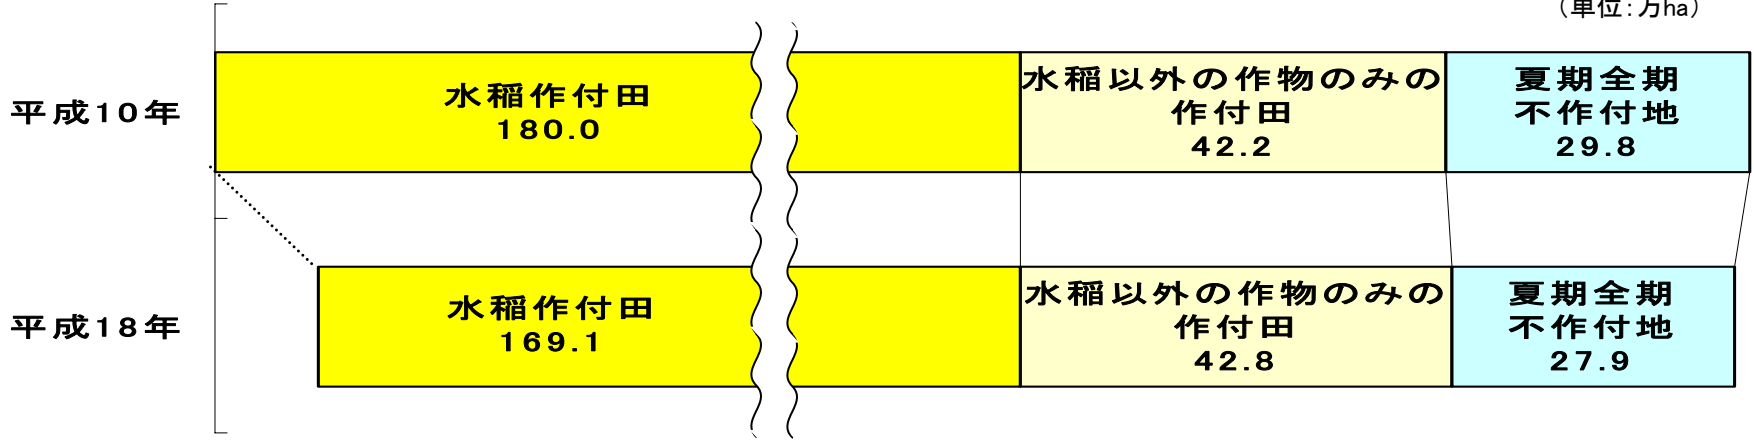 （単位：万ha）
平成10年
水稲作付田
180.0
水稲以外の作物のみの
作付田
42.2
夏期全期
不作付地
29.8
平成18年
水稲作付田
169.1
水稲以外の作物のみの
作付田
42.8
夏期全期
不作付地
27.9